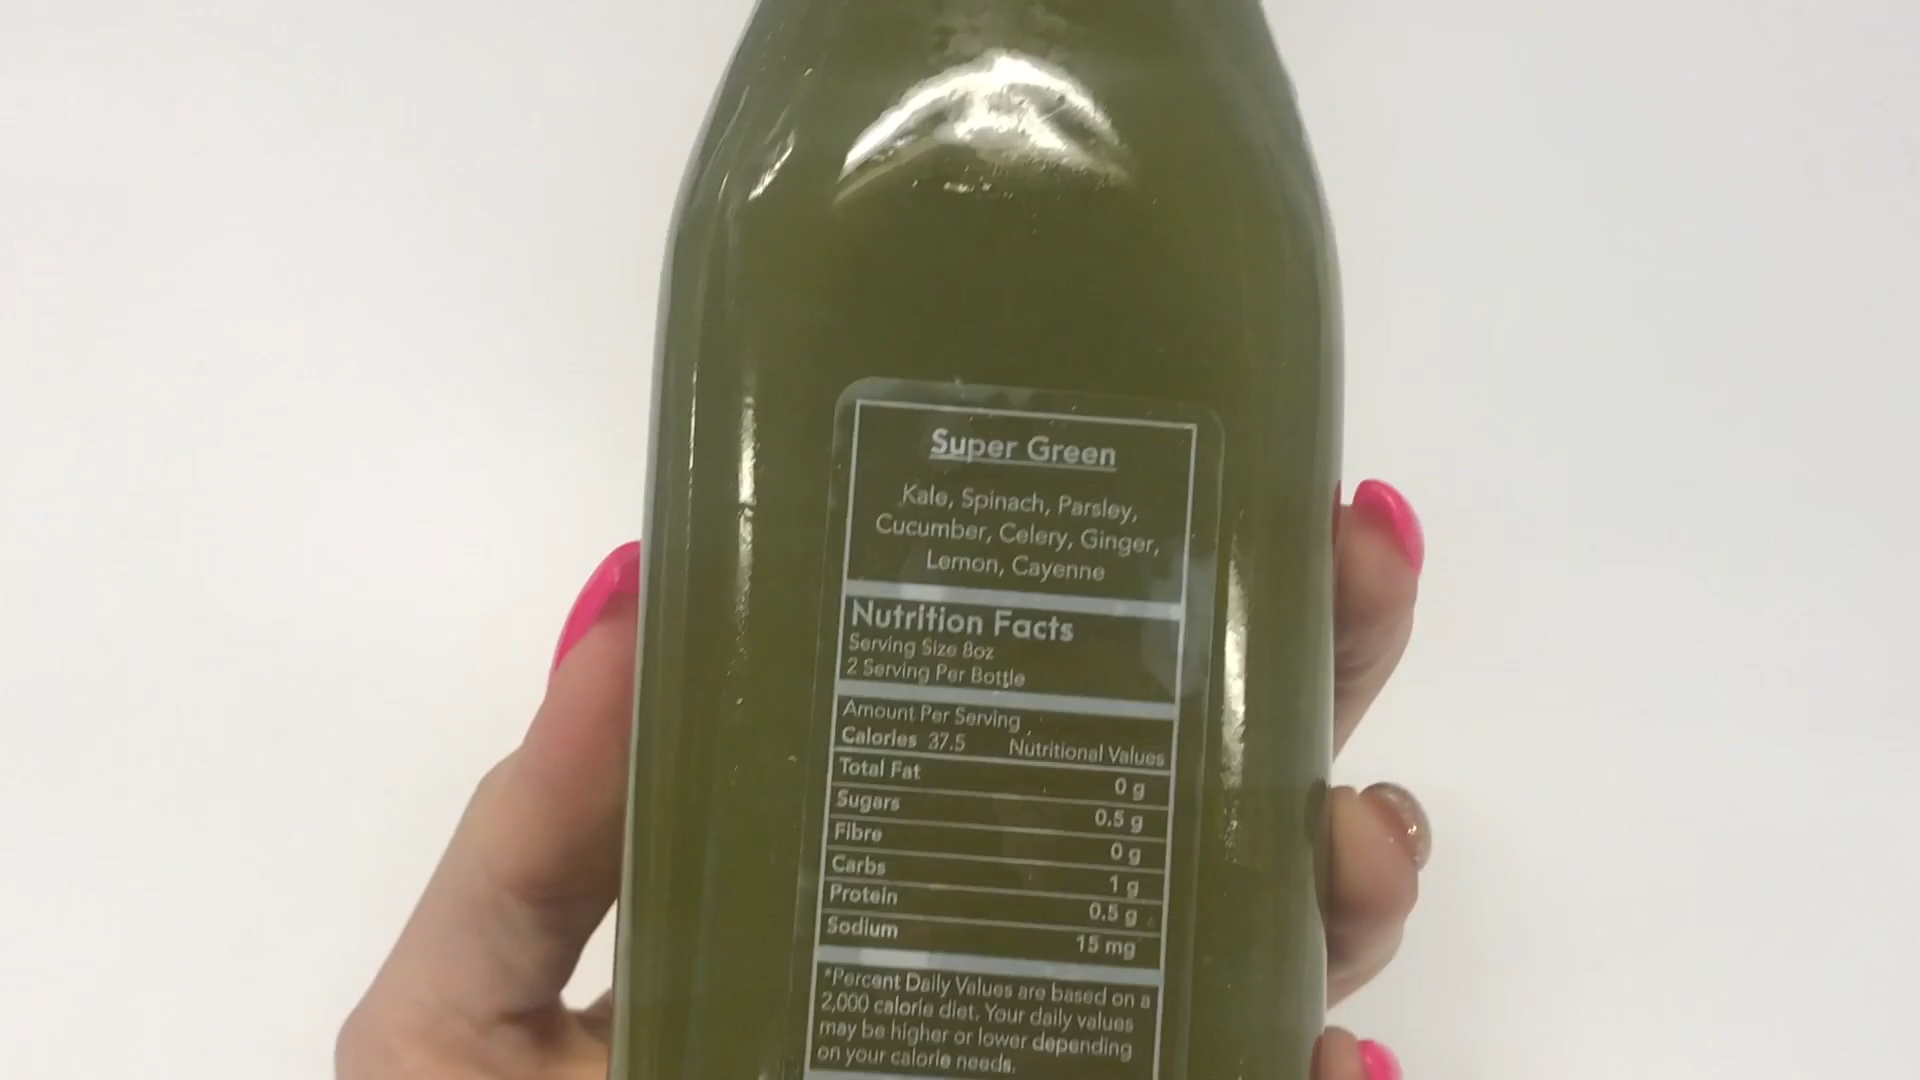 Super Green
Kale, Spinach, Parsley,
Cucumber, Celery, Ginger,
Lemon, Cayenne
Nutrition Facts
Serving Size 8oz
2 Serving Per Bottle
Amount Per Serving
Calories 37.5 Nutritional Values
Total Fat 0 g
Sugars 0.5 g
Fibre 0 g
Carbs 1 g
Protein 0.5 g
Sodium 15 mg
*Percent Daily Values are based on a
2,000 calorie diet. Your daily values
may be higher or lower depending
on your calorie needs.